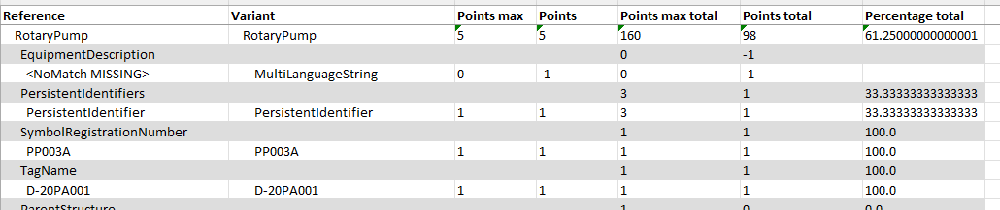 Reference Variant Points max Points Points max total Points total Percentage total
RotaryPump RotaryPump 5 5 160 98 61.25000000000001
EquipmentDescription 0 -1
<NoMatch MISSING> MultiLanguageString 0 -1 0 -1
PersistentIdentifiers 3 1 33.33333333333333
PersistentIdentifier PersistentIdentifier 1 1 3 1 33.33333333333333
SymbolRegistrationNumber 1 1 100.0
PP003A PP003A 1 1 1 1 100.0
TagName 1 1 100.0
D-20PA001 D-20PA001 1 1 1 1 100.0
ParentStructure 1 0 0.0